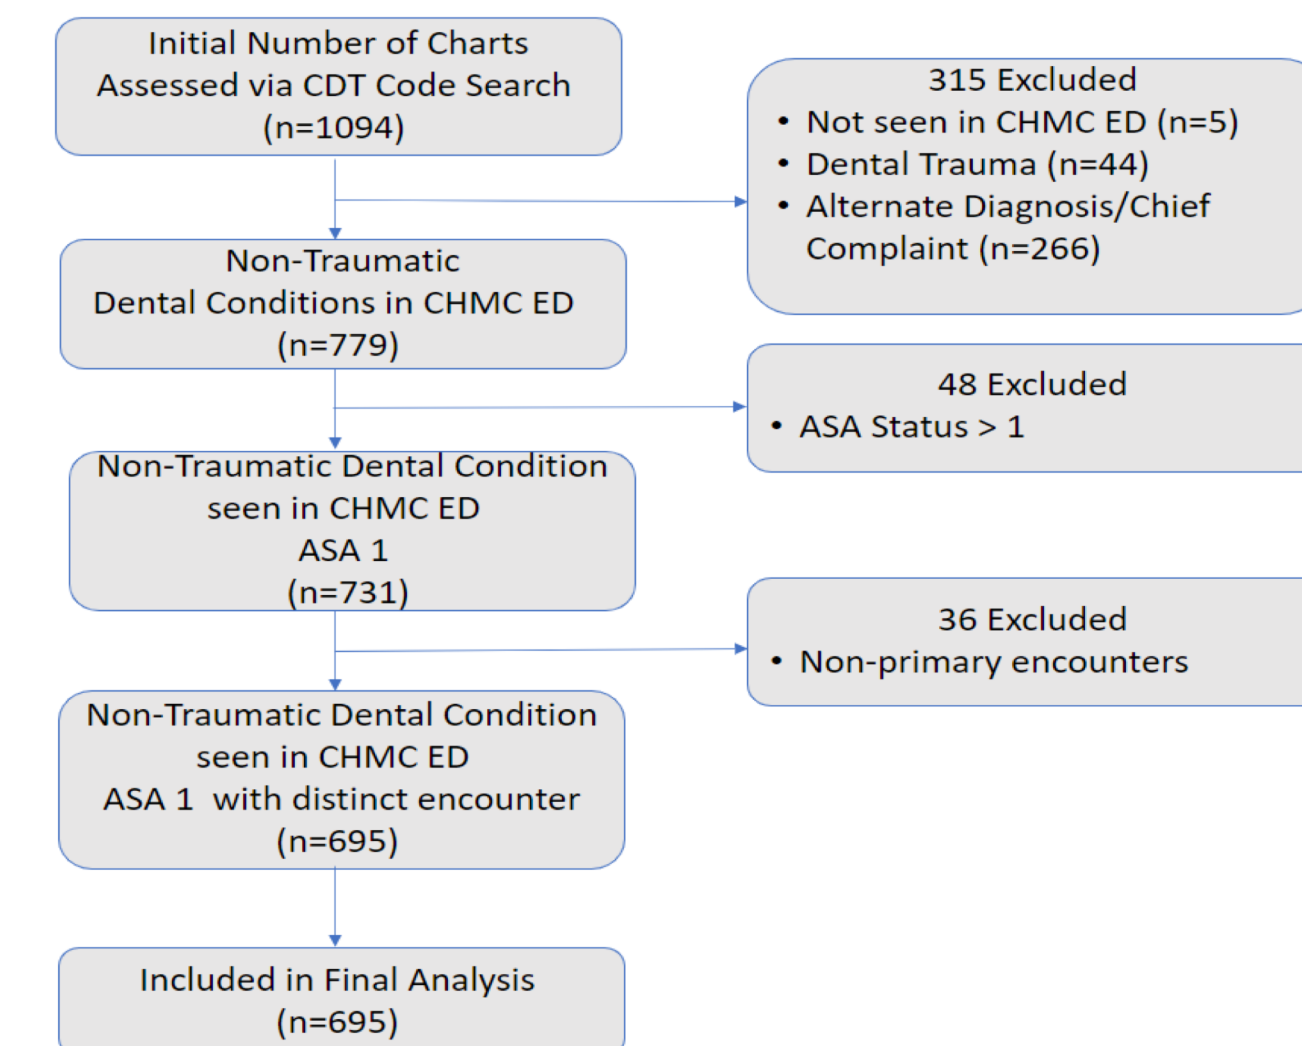 Initial Number of Charts
Assessed via CDT Code Search
(n=1094)
315 Excluded
• Not seen in CHMC ED (n=5)
• Dental Trauma (n=44)
• Alternate Diagnosis/Chief
Complaint (n=266)
Non-Traumatic
Dental Conditions in CHMC ED
(n=779)
48 Excluded
• ASA Status > 1
Non-Traumatic Dental Condition
seen in CHMC ED
ASA 1
(n=731)
36 Excluded
• Non-primary encounters
Non-Traumatic Dental Condition
seen in CHMC ED
ASA 1  with distinct encounter
(n=695)
Included in Final Analysis
(n=695)